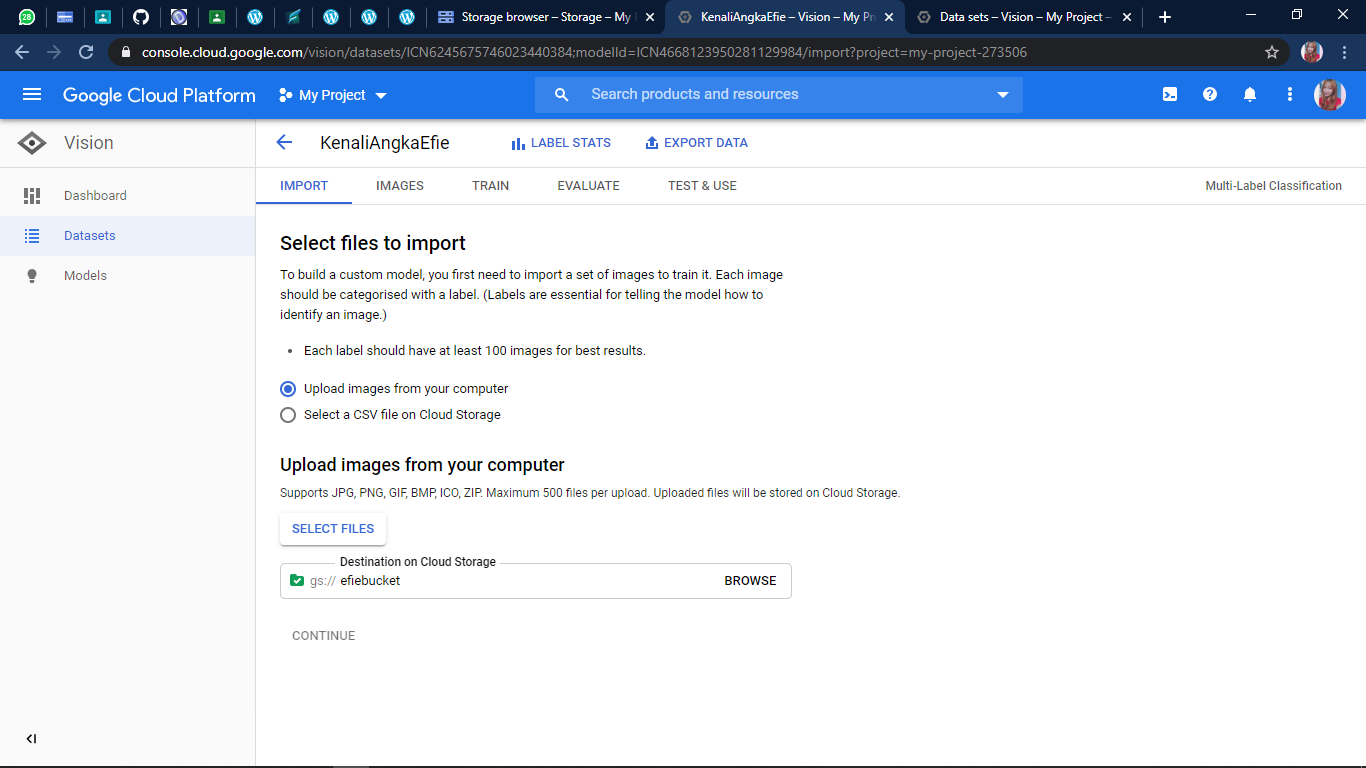 28
Storage browser – Storage – My
KenaliAngkaEfie – Vision – My Pr
Data sets – Vision – My Project –
console.cloud.google.com/vision/datasets/ICN6245675746023440384;modelId=ICN4668123950281129984/import?project=my-project-273506
Google Cloud Platform
My Project
Search products and resources
Vision
KenaliAngkaEfie
LABEL STATS
EXPORT DATA
Dashboard
Datasets
Models
IMPORT
IMAGES
TRAIN
EVALUATE
TEST & USE
Multi-Label Classification
Select files to import
To build a custom model, you first need to import a set of images to train it. Each image
should be categorised with a label. (Labels are essential for telling the model how to
identify an image.)
• Each label should have at least 100 images for best results.
Upload images from your computer
Select a CSV file on Cloud Storage
Upload images from your computer
Supports JPG, PNG, GIF, BMP, ICO, ZIP. Maximum 500 files per upload. Uploaded files will be stored on Cloud Storage.
SELECT FILES
Destination on Cloud Storage
gs:// efiebucket
BROWSE
CONTINUE